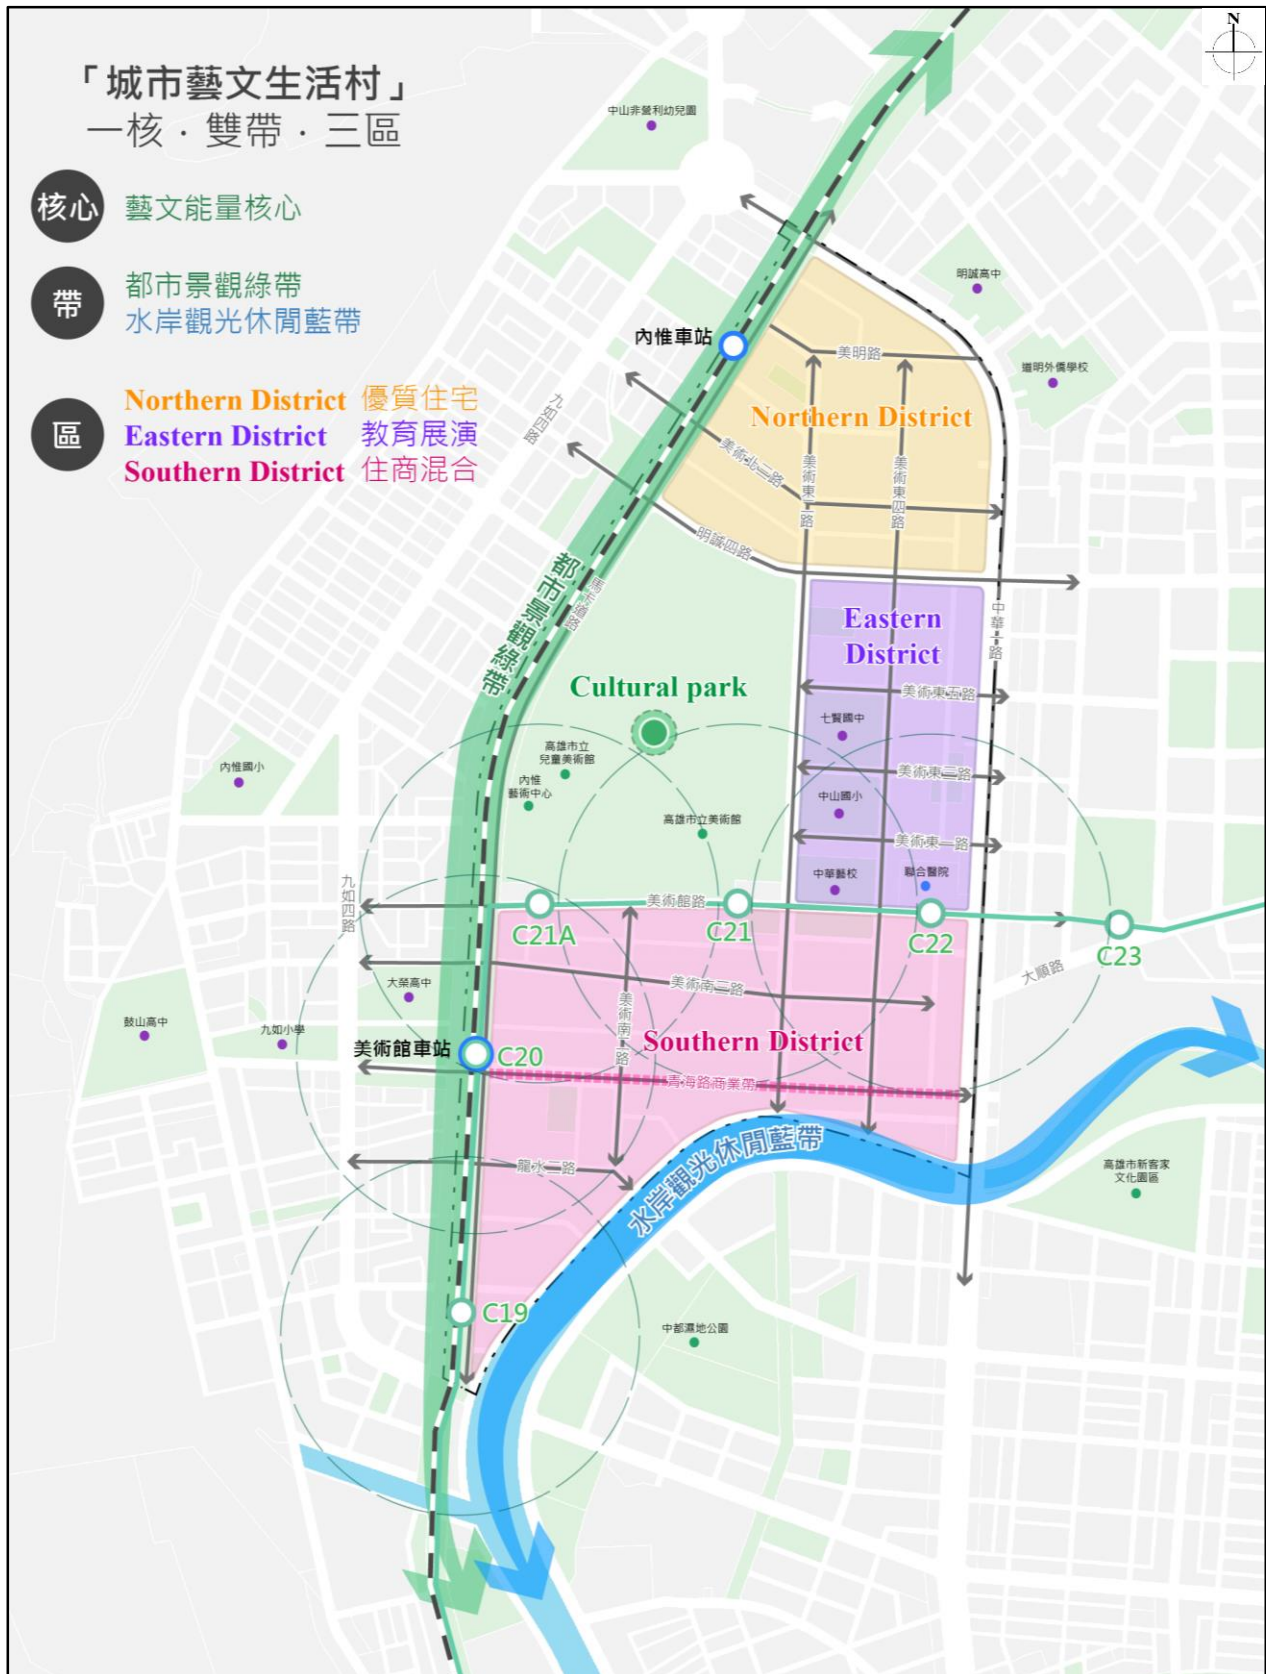 N
「城市藝文生活村」
一核·雙帶·三區
核心 藝文能量核心
帶
都市景觀綠帶
水岸觀光休閒藍帶
區
Northern District 優質住宅
Eastern District 教育展演
Southern District 住商混合
中山非營利幼兒園
明誠高中
道明外僑學校
內惟車站
美明路
Northern District
九如四路
美術北三路
美術東二路
美術東四路
明誠四路
都市景觀綠帶
馬卡道路
中華一路
Eastern
District
Cultural park
美術東五路
七賢國中
高雄市立
兒童美術館
內惟
藝術中心
內惟國小
美術東三路
中山國小
高雄市立美術館
美術東一路
中華藝校
聯合醫院
九如四路
美術館路
C21A
C21
C22
C23
大順路
大榮高中
美術南三路
美術南二路
鼓山高中
九如小學
美術館車站
C20
Southern District
青海路商業帶
水岸觀光休閒藍帶
龍水二路
高雄市新客家
文化園區
C19
中都濕地公園